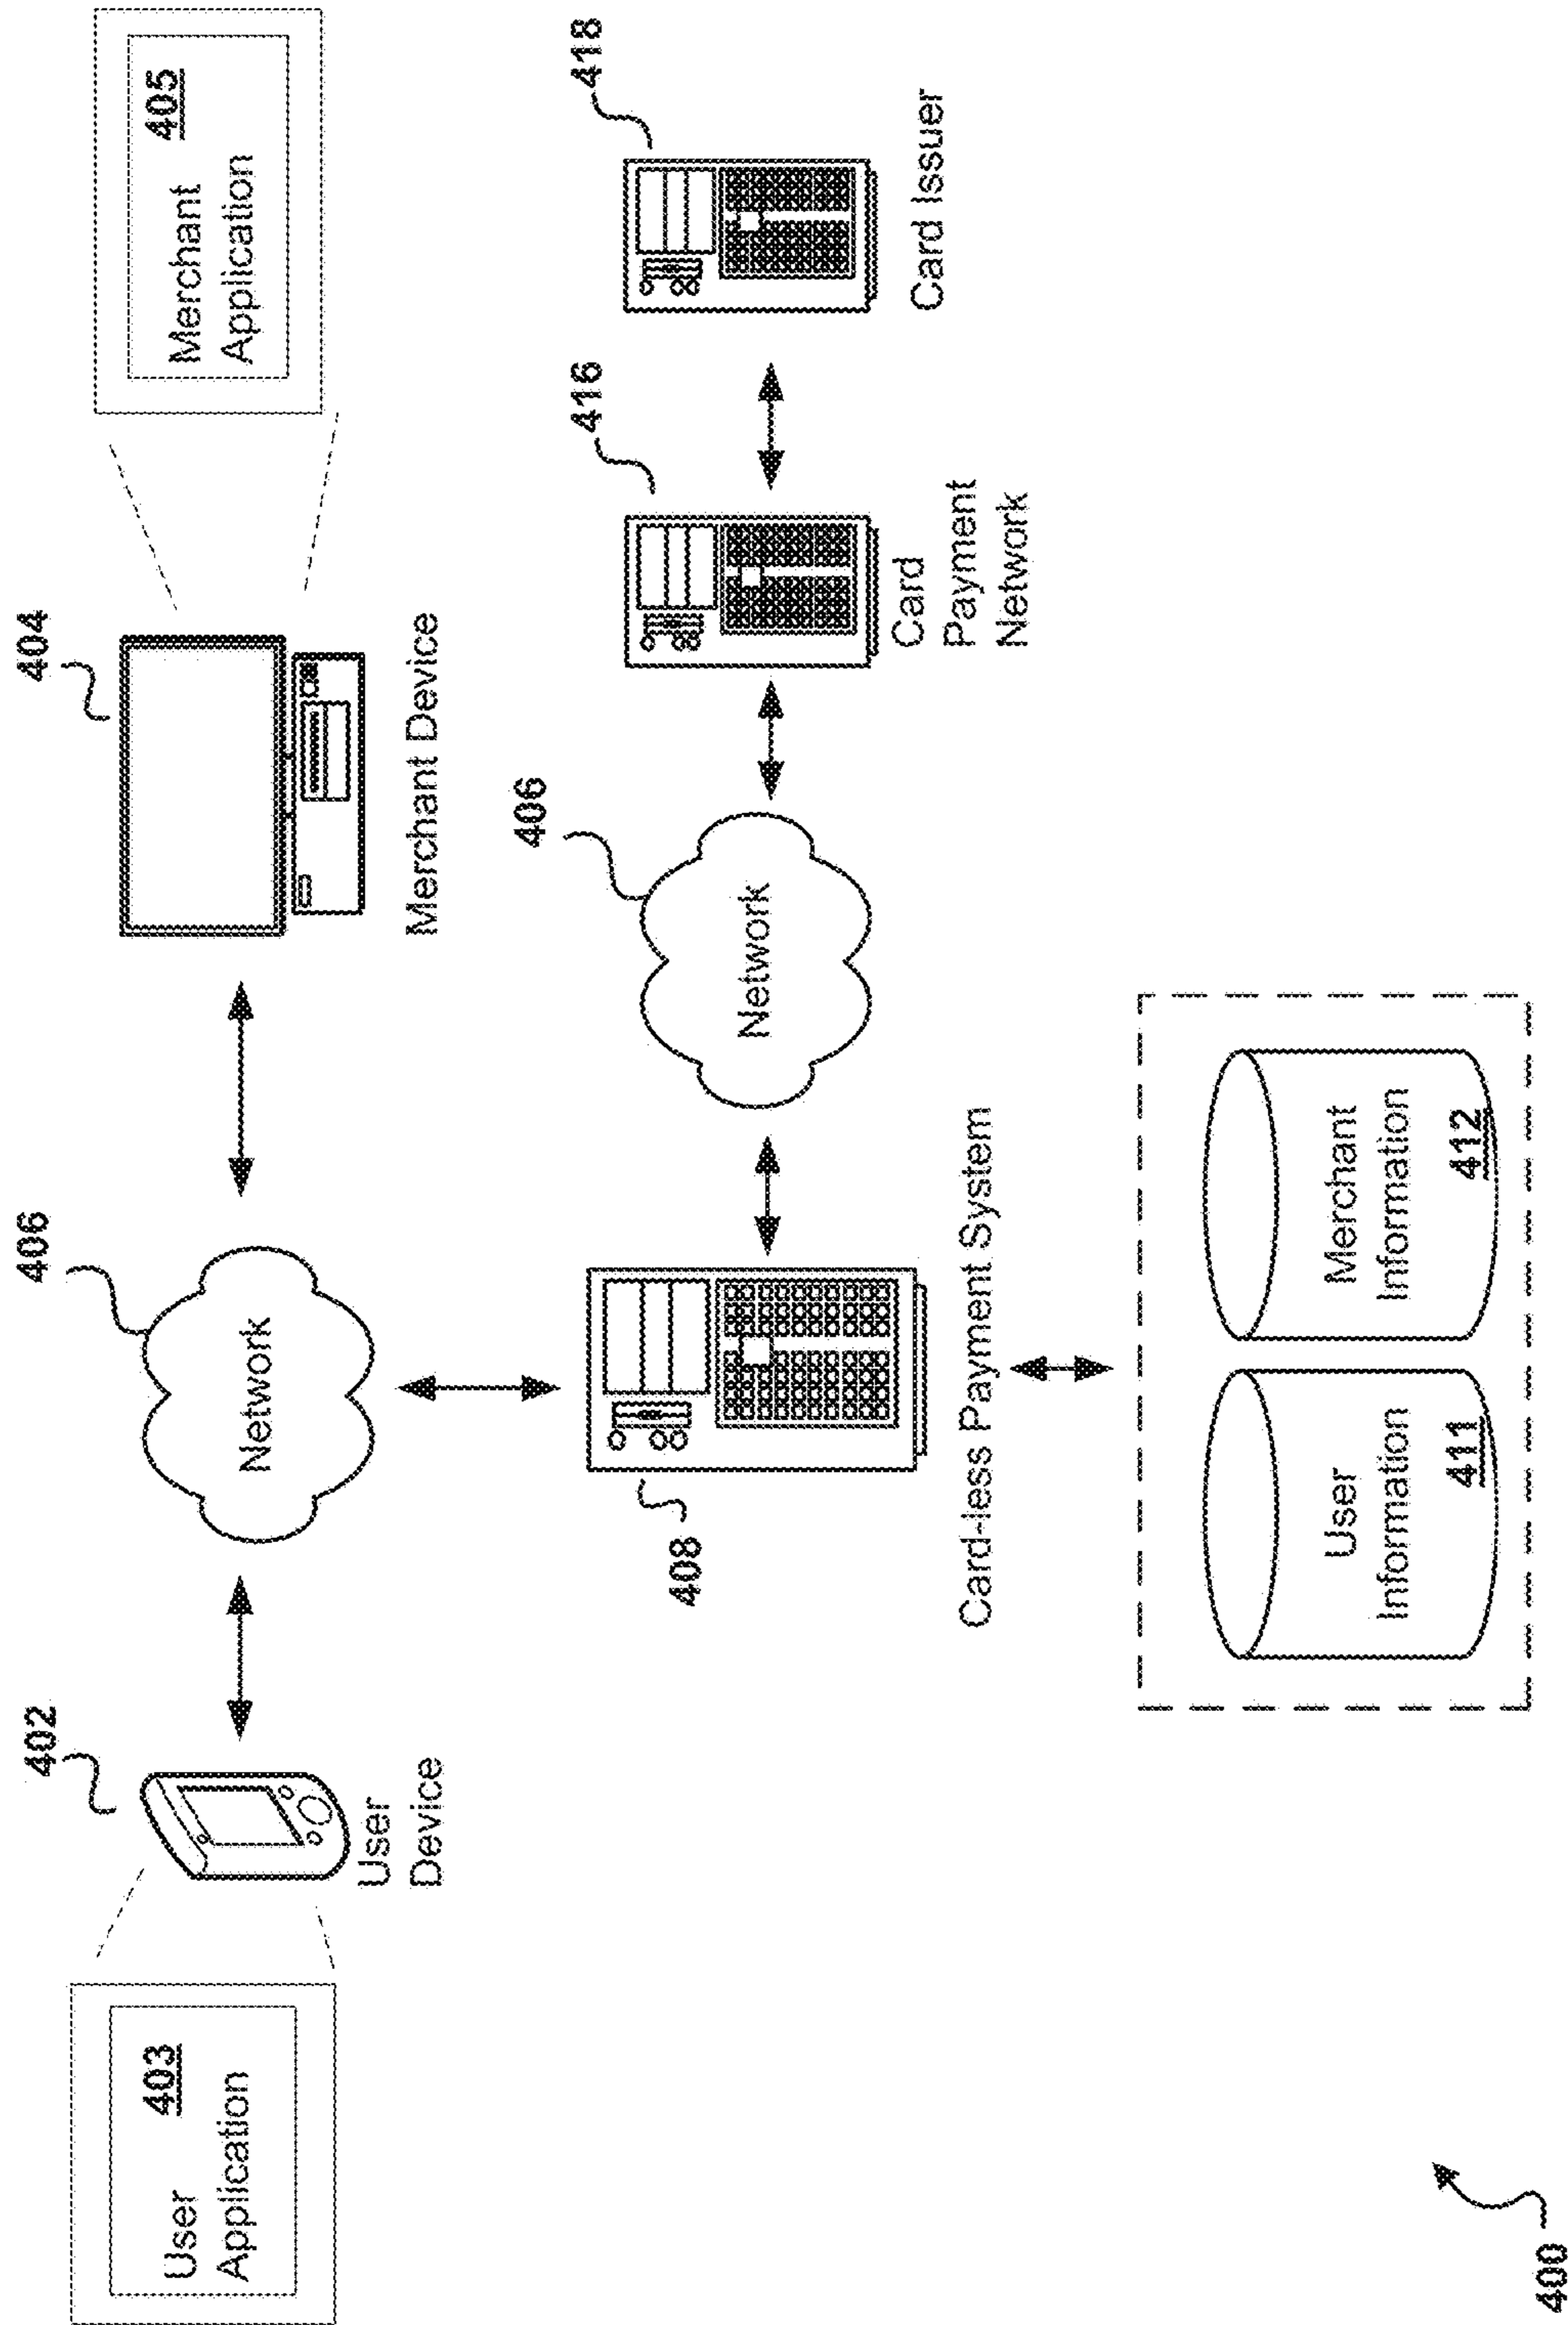 406
404
402
User
403
Application
Merchant
405
Application
Network
User
Device
Merchant Device
406
416
418
408
Network
Card-less Payment System
Card
Payment
Network
Card Issuer
User
Information
411
Merchant
Information
412
400